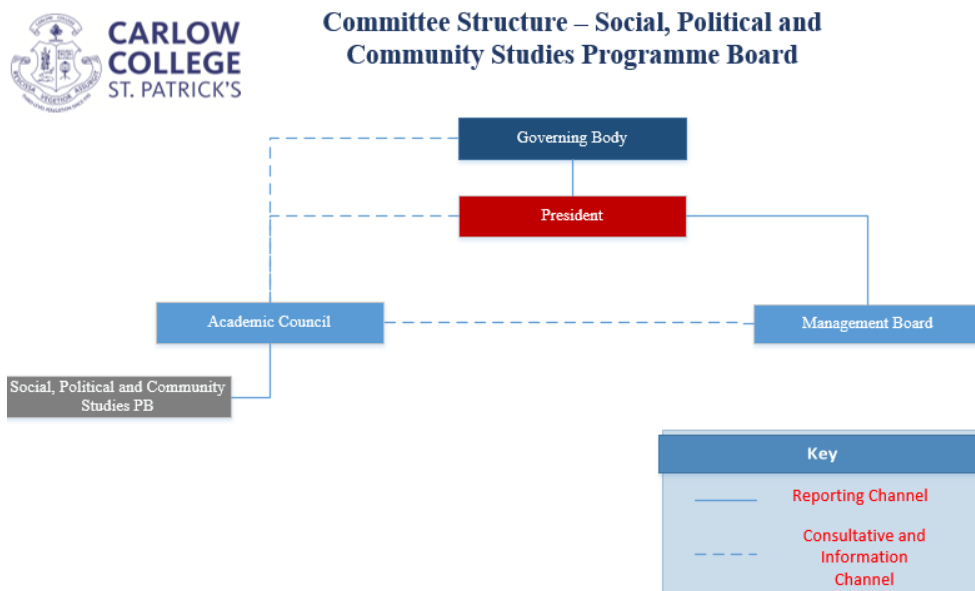 CARLOW
COLLEGE
ST. PATRICK'S
Committee Structure – Social, Political and
Community Studies Programme Board
Governing Body
President
Academic Council
Management Board
Social, Political and Community
Studies PB
Key
Reporting Channel
Consultative and
Information
Channel